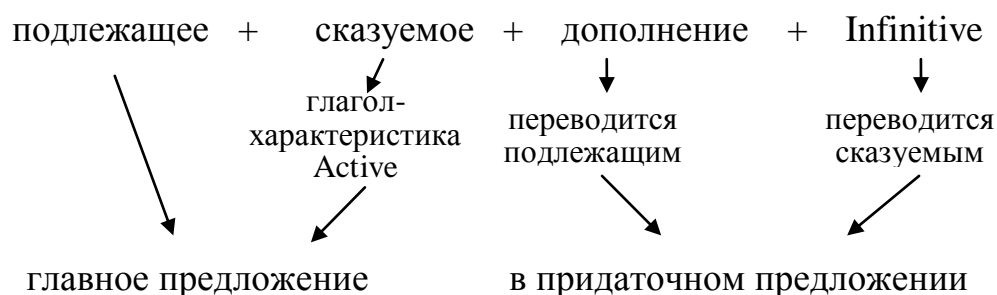 подлежащее + сказуемое + дополнение + Infinitive
глагол-
характеристика
Active
переводится
подлежащим
переводится
сказуемым
главное предложение
в придаточном предложении